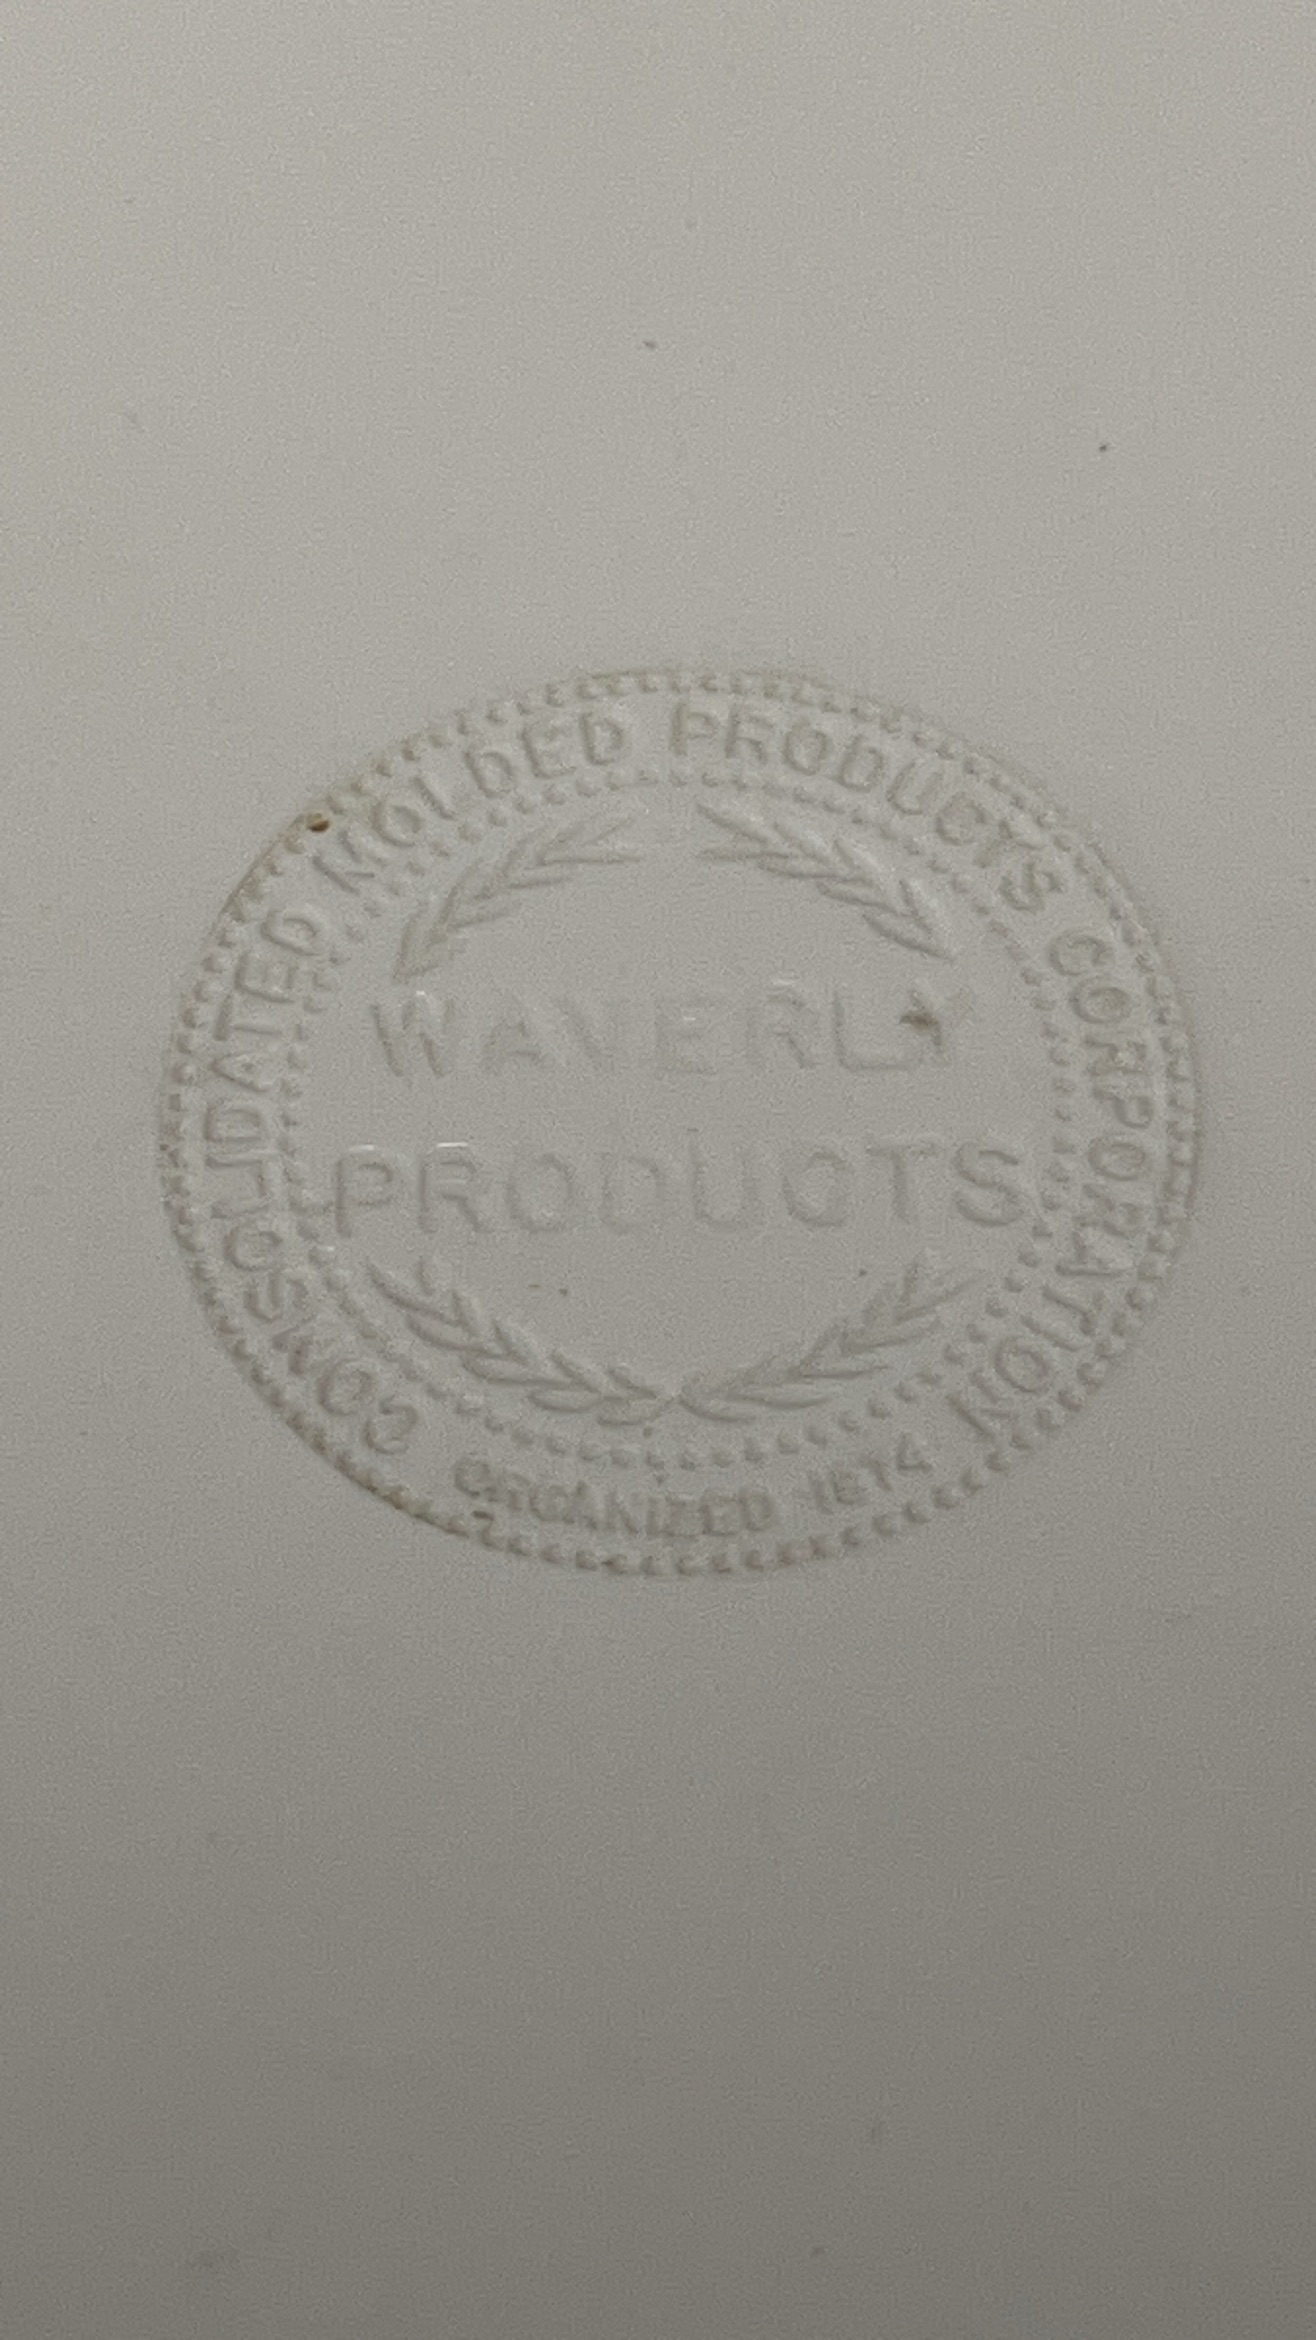 CONSOLIDATED MOLDED PRODUCTS CORPORATION
WAVERLY
PRODUCTS
ORGANIZED 1874